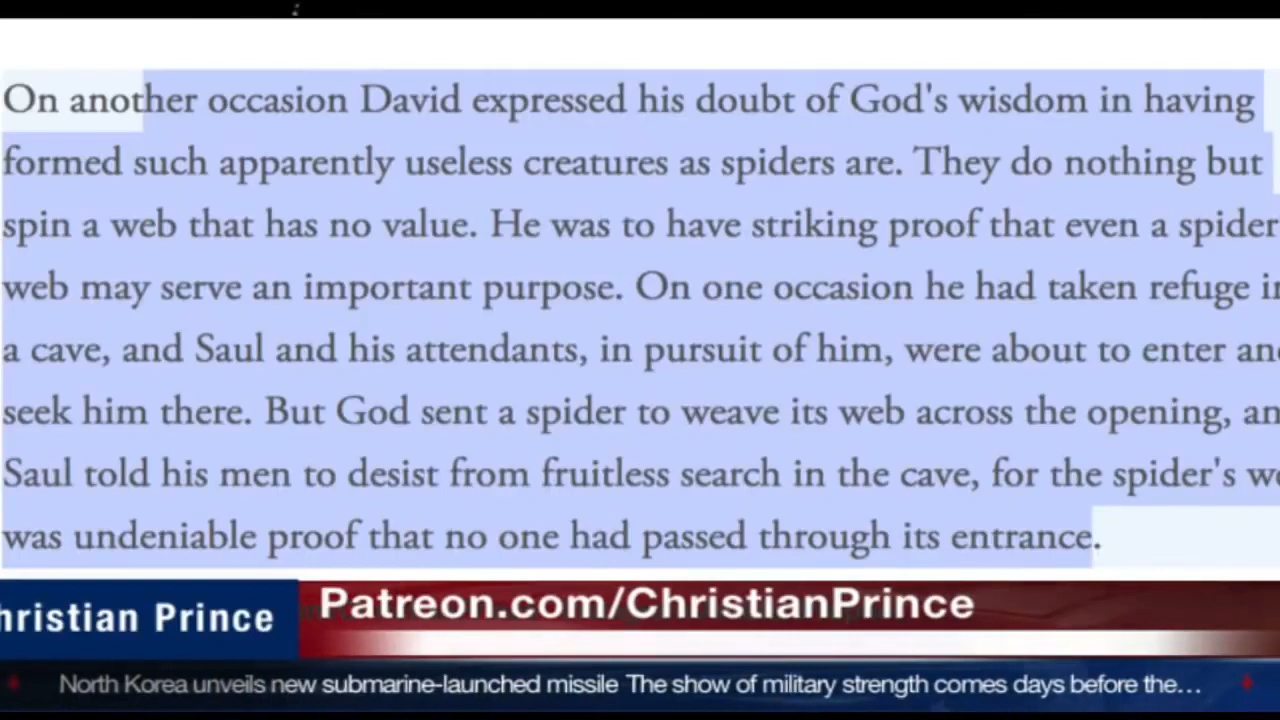 On another occasion David expressed his doubt of God's wisdom in having
formed such apparently useless creatures as spiders are. They do nothing but
spin a web that has no value. He was to have striking proof that even a spider
web may serve an important purpose. On one occasion he had taken refuge
a cave, and Saul and his attendants, in pursuit of him, were about to enter
seek him there. But God sent a spider to weave its web across the opening,
Saul told his men to desist from fruitless search in the cave, for the spider's
was undeniable proof that no one had passed through its entrance.
hristian Prince
Patreon.com/ChristianPrince
North Korea unveils new submarine-launched missile The show of military strength comes days before the...